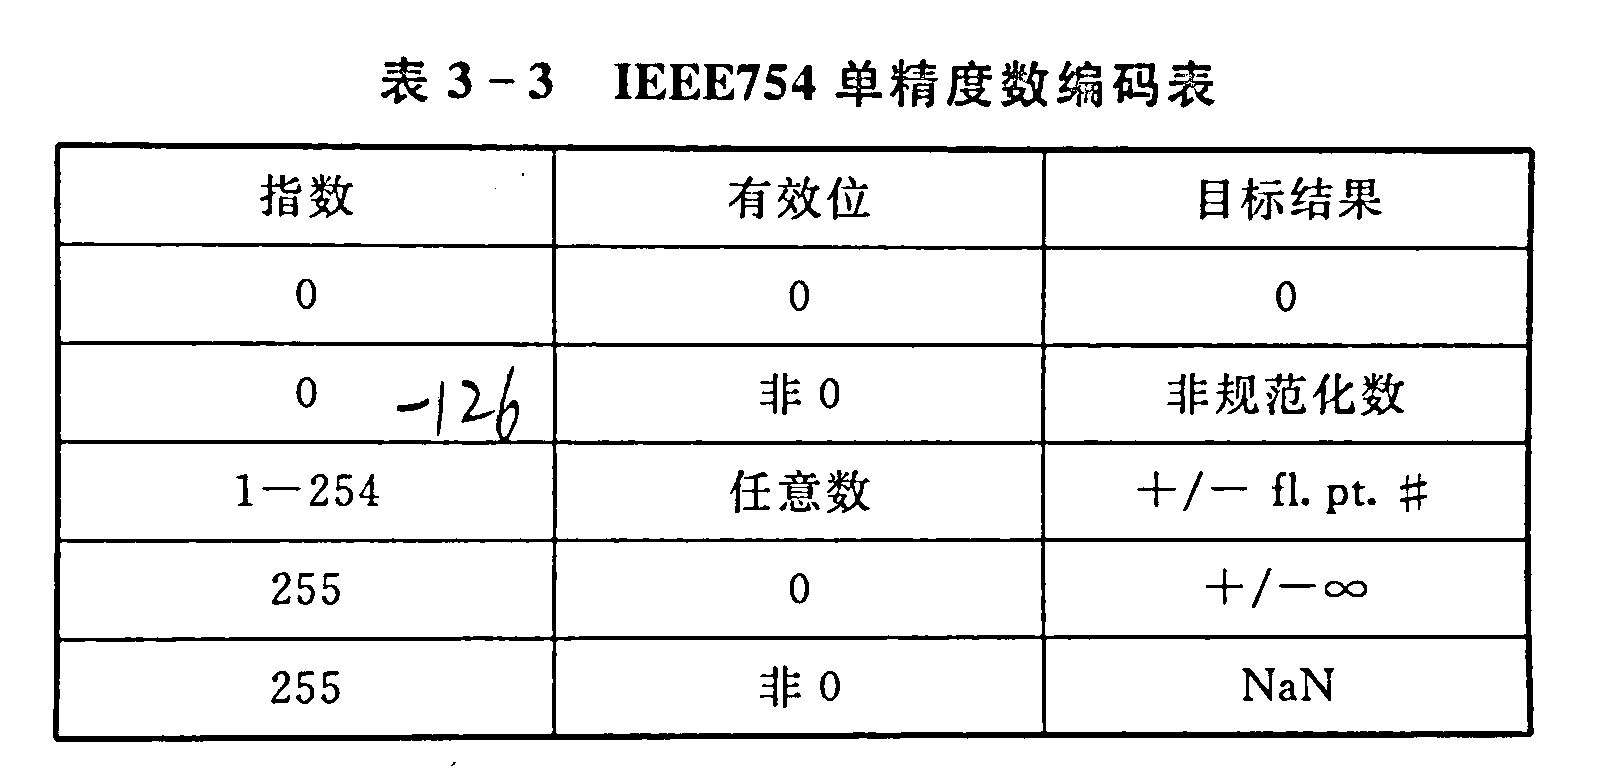 表 3-3 IEEE754 单精度数编码表
指数 有效位 目标结果
0 0 0
0 -126 非 0 非规范化数
1—254 任意数 +/— fl. pt. #
255 0 +/—∞
255 非 0 NaN